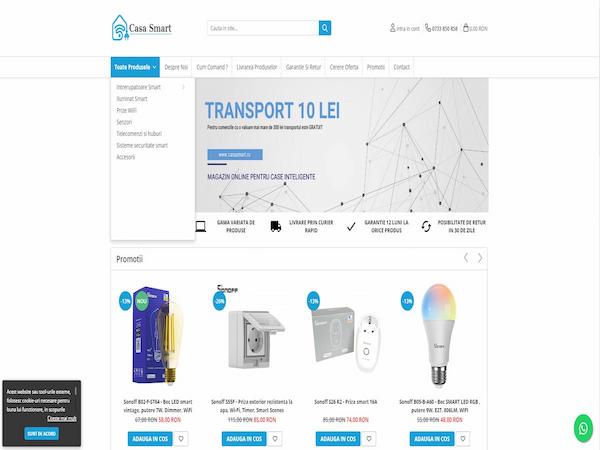 Casa Smart
Cauta in site...
Intra in cont
0733 850 858
0,00 RON
Toate Produsele
Despre Noi
Cum Comand ?
Livrarea Produselor
Garantie Si Retur
Cerere Oferta
Promotii
Contact
Intrerupatoare Smart
Iluminat Smart
Prize WiFi
Senzori
Telecomenzi si huburi
Sisteme securitate smart
Accesorii
TRANSPORT 10 LEI
Pentru comenzile cu o valoare mai mare de 300 lei transportul este GRATUIT
www.casasmart.ro
MAGAZIN ONLINE PENTRU CASE INTELIGENTE
GAMA VARIATA DE
PRODUSE
LIVRARE PRIN CURIER
RAPID
GARANTIE 12 LUNI LA
ORICE PRODUS
POSIBILITATE DE RETUR
IN 30 DE ZILE
Promotii
-13%
NOU
-26%
SONOFF
-13%
-13%
Sonoff B02-F-ST64 - Bec LED smart
vintage, putere 7W, Dimmer, WiFi
67,00 RON 58,00 RON
ADAUGA IN COS
Sonoff S55F - Priza exterior rezistenta la
apa, Wi-Fi, Timer, Smart Scenes
115,00 RON 85,00 RON
ADAUGA IN COS
Sonoff S26 R2 - Priza smart 16A
85,00 RON 74,00 RON
ADAUGA IN COS
Sonoff B05-B-A60 - Bec SMART LED RGB ,
putere 9W, E27, 806LM, WiFi
55,00 RON 48,00 RON
ADAUGA IN COS
Acest website sau tool-urile externe,
folosesc cookie-uri necesare pentru
buna lui functionare, in scopurile
Citeste mai mult
SUNT DE ACORD